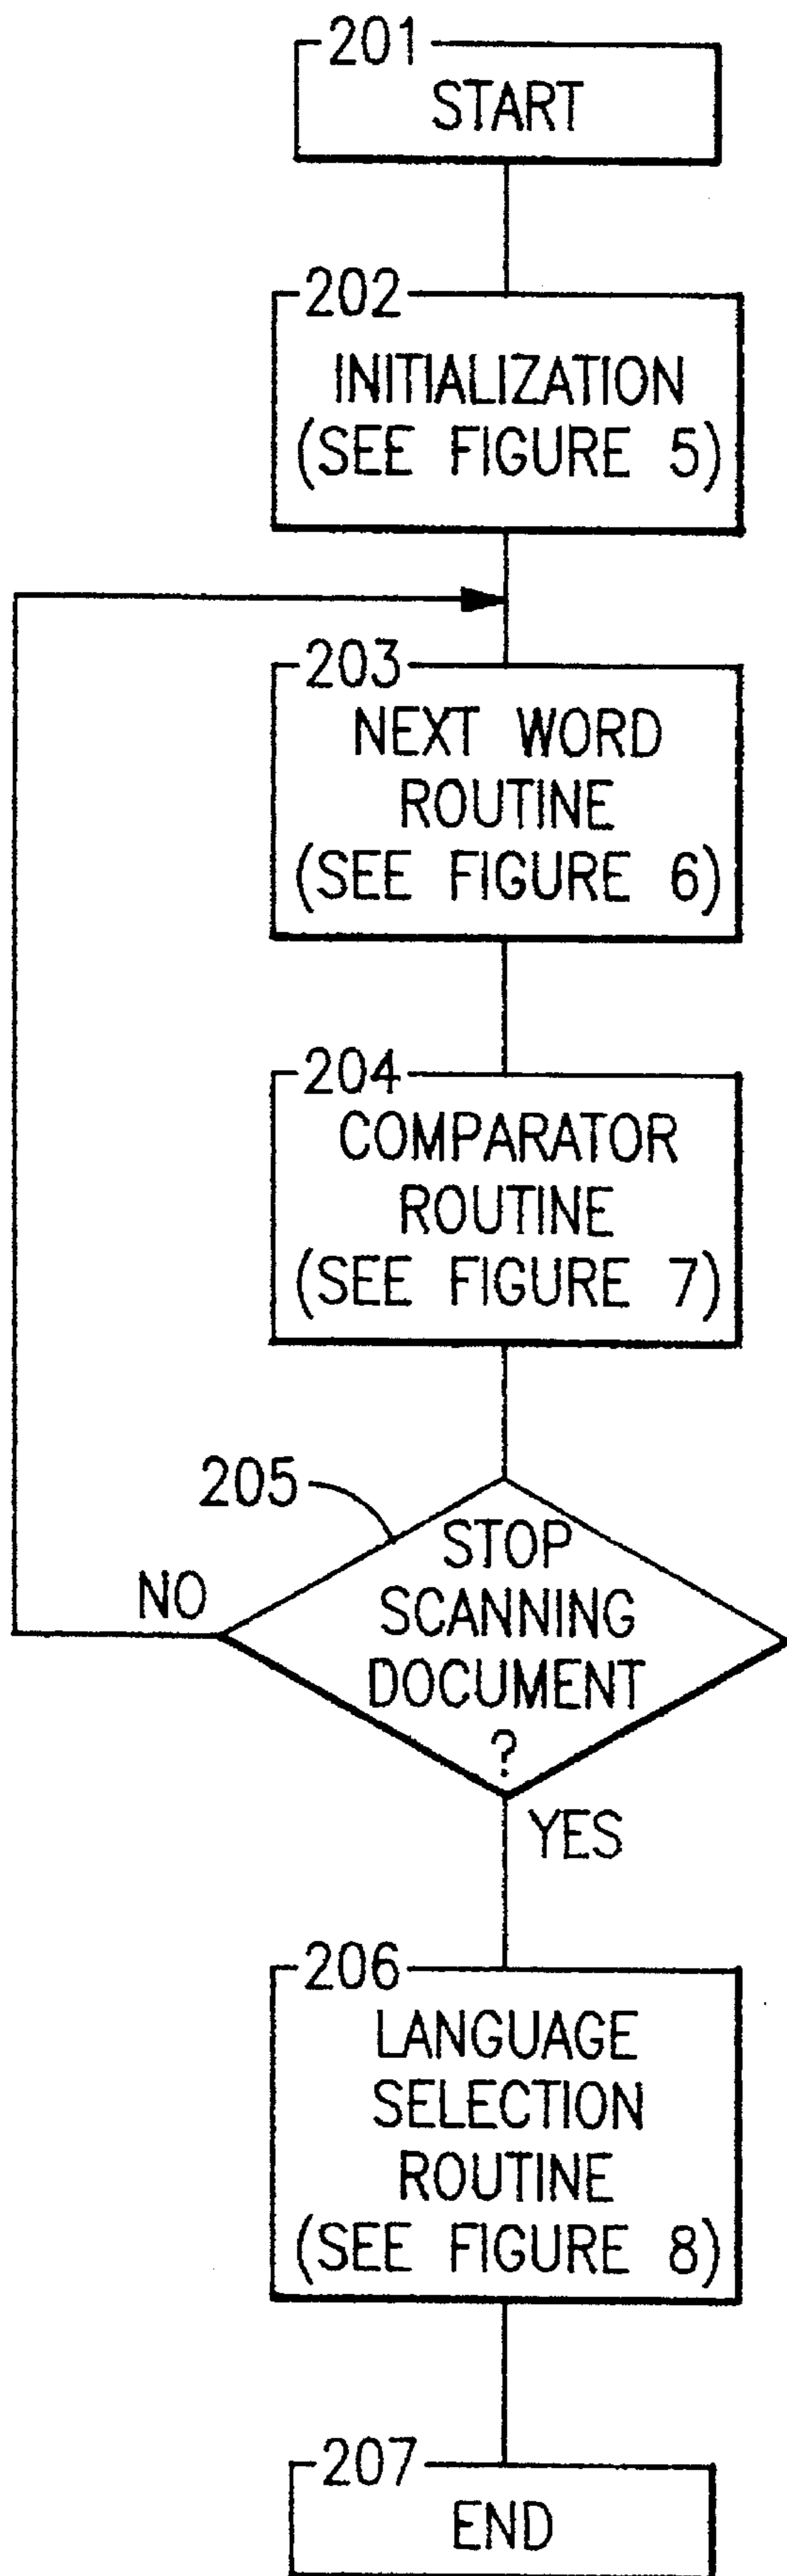 201
START
202
INITIALIZATION
(SEE FIGURE 5)
203
NEXT WORD
ROUTINE
(SEE FIGURE 6)
204
COMPARATOR
ROUTINE
(SEE FIGURE 7)
205
STOP
SCANNING
DOCUMENT
?
NO
YES
206
LANGUAGE
SELECTION
ROUTINE
(SEE FIGURE 8)
207
END